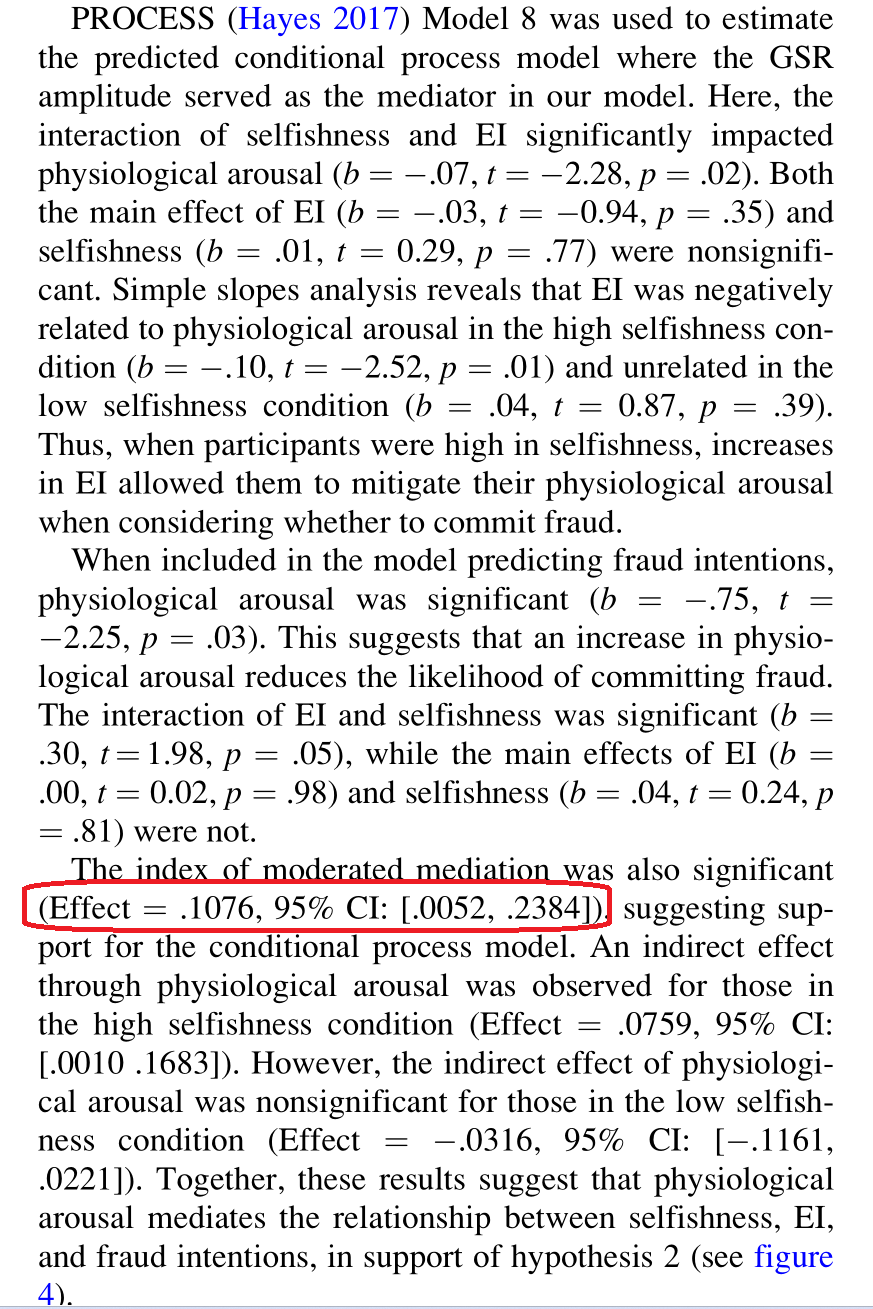 PROCESS (Hayes 2017) Model 8 was used to estimate
the predicted conditional process model where the GSR
amplitude served as the mediator in our model. Here, the
interaction of selfishness and EI significantly impacted
physiological arousal (b = −.07, t = −2.28, p = .02). Both
the main effect of EI (b = −.03, t = −0.94, p = .35) and
selfishness (b = .01, t = 0.29, p = .77) were nonsignifi-
cant. Simple slopes analysis reveals that EI was negatively
related to physiological arousal in the high selfishness con-
dition (b = −.10, t = −2.52, p = .01) and unrelated in the
low selfishness condition (b = .04, t = 0.87, p = .39).
Thus, when participants were high in selfishness, increases
in EI allowed them to mitigate their physiological arousal
when considering whether to commit fraud.
When included in the model predicting fraud intentions,
physiological arousal was significant (b = −.75, t =
−2.25, p = .03). This suggests that an increase in physio-
logical arousal reduces the likelihood of committing fraud.
The interaction of EI and selfishness was significant (b =
.30, t = 1.98, p = .05), while the main effects of EI (b =
.00, t = 0.02, p = .98) and selfishness (b = .04, t = 0.24, p
= .81) were not.
The index of moderated mediation was also significant
(Effect = .1076, 95% CI: [.0052, .2384]), suggesting sup-
port for the conditional process model. An indirect effect
through physiological arousal was observed for those in
the high selfishness condition (Effect = .0759, 95% CI:
[.0010 .1683]). However, the indirect effect of physiologi-
cal arousal was nonsignificant for those in the low selfish-
ness condition (Effect = −.0316, 95% CI: [−.1161,
.0221]). Together, these results suggest that physiological
arousal mediates the relationship between selfishness, EI,
and fraud intentions, in support of hypothesis 2 (see figure
4).